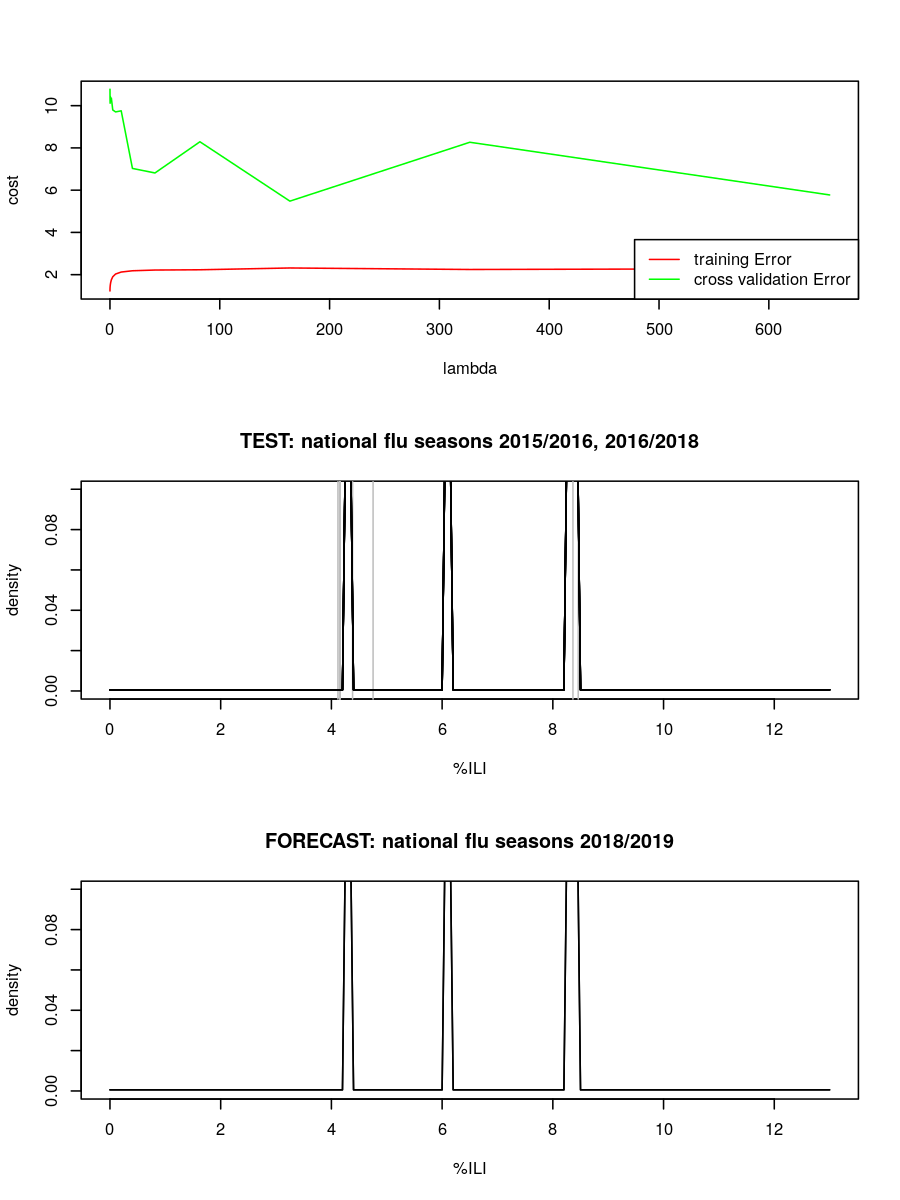 cost
10
8
6
4
2
training Error
cross validation Error
0 100 200 300 400 500 600
lambda
TEST: national flu seasons 2015/2016, 2016/2018
density
0.08
0.04
0.00
0 2 4 6 8 10 12
%ILI
FORECAST: national flu seasons 2018/2019
density
0.08
0.04
0.00
0 2 4 6 8 10 12
%ILI